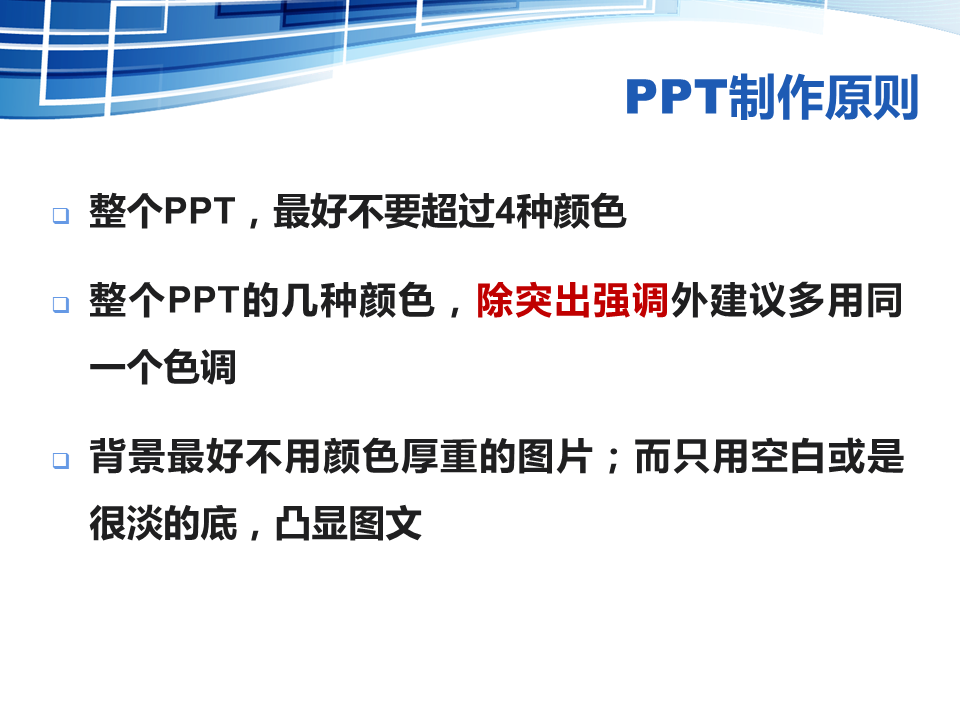 PPT制作原则
整个PPT，最好不要超过4种颜色
整个PPT的几种颜色，除突出强调外建议多用同
一个色调
背景最好不用颜色厚重的图片；而只用空白或是
很淡的底，凸显图文